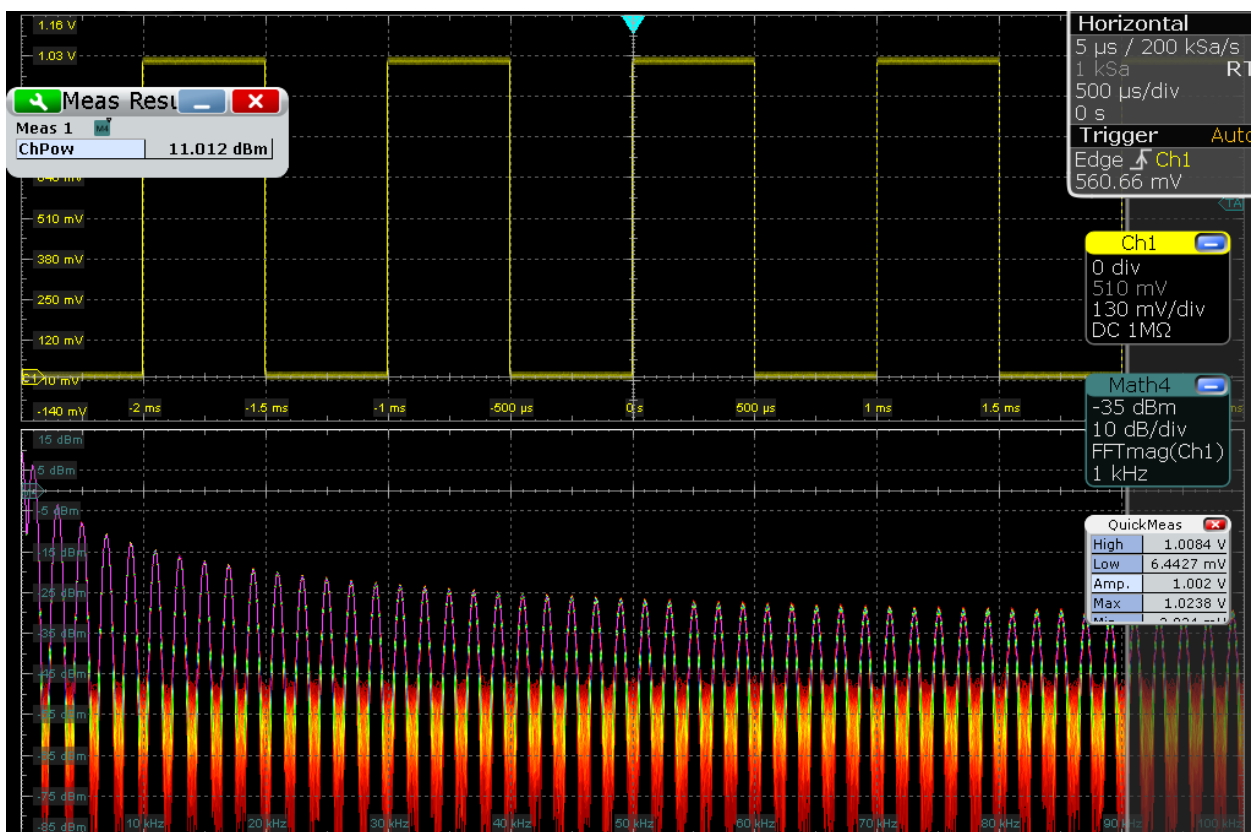 1.16 V
1.03 V
Meas Resu
Meas 1 M4
ChPow 11.012 dBm
510 mV
380 mV
250 mV
120 mV
C1
-140 mV
-2 ms
-1.5 ms
-1 ms
-500 µs
0 s
500 µs
1 ms
1.5 ms
Horizontal
5 µs / 200 kSa/s
1 kSa RT
500 µs/div
0 s
Trigger Auto
Edge Ch1
560.66 mV
TA
Ch1
0 div
510 mV
130 mV/div
DC 1MΩ
Math4
-35 dBm
10 dB/div
FFTmag(Ch1)
1 kHz
15 dBm
5 dBm
-5 dBm
-15 dBm
-25 dBm
-35 dBm
-45 dBm
-75 dBm
-85 dBm
10 kHz
20 kHz
30 kHz
40 kHz
50 kHz
60 kHz
70 kHz
80 kHz
90 kHz
100 kHz
QuickMeas
High 1.0084 V
Low 6.4427 mV
Amp. 1.002 V
Max 1.0238 V